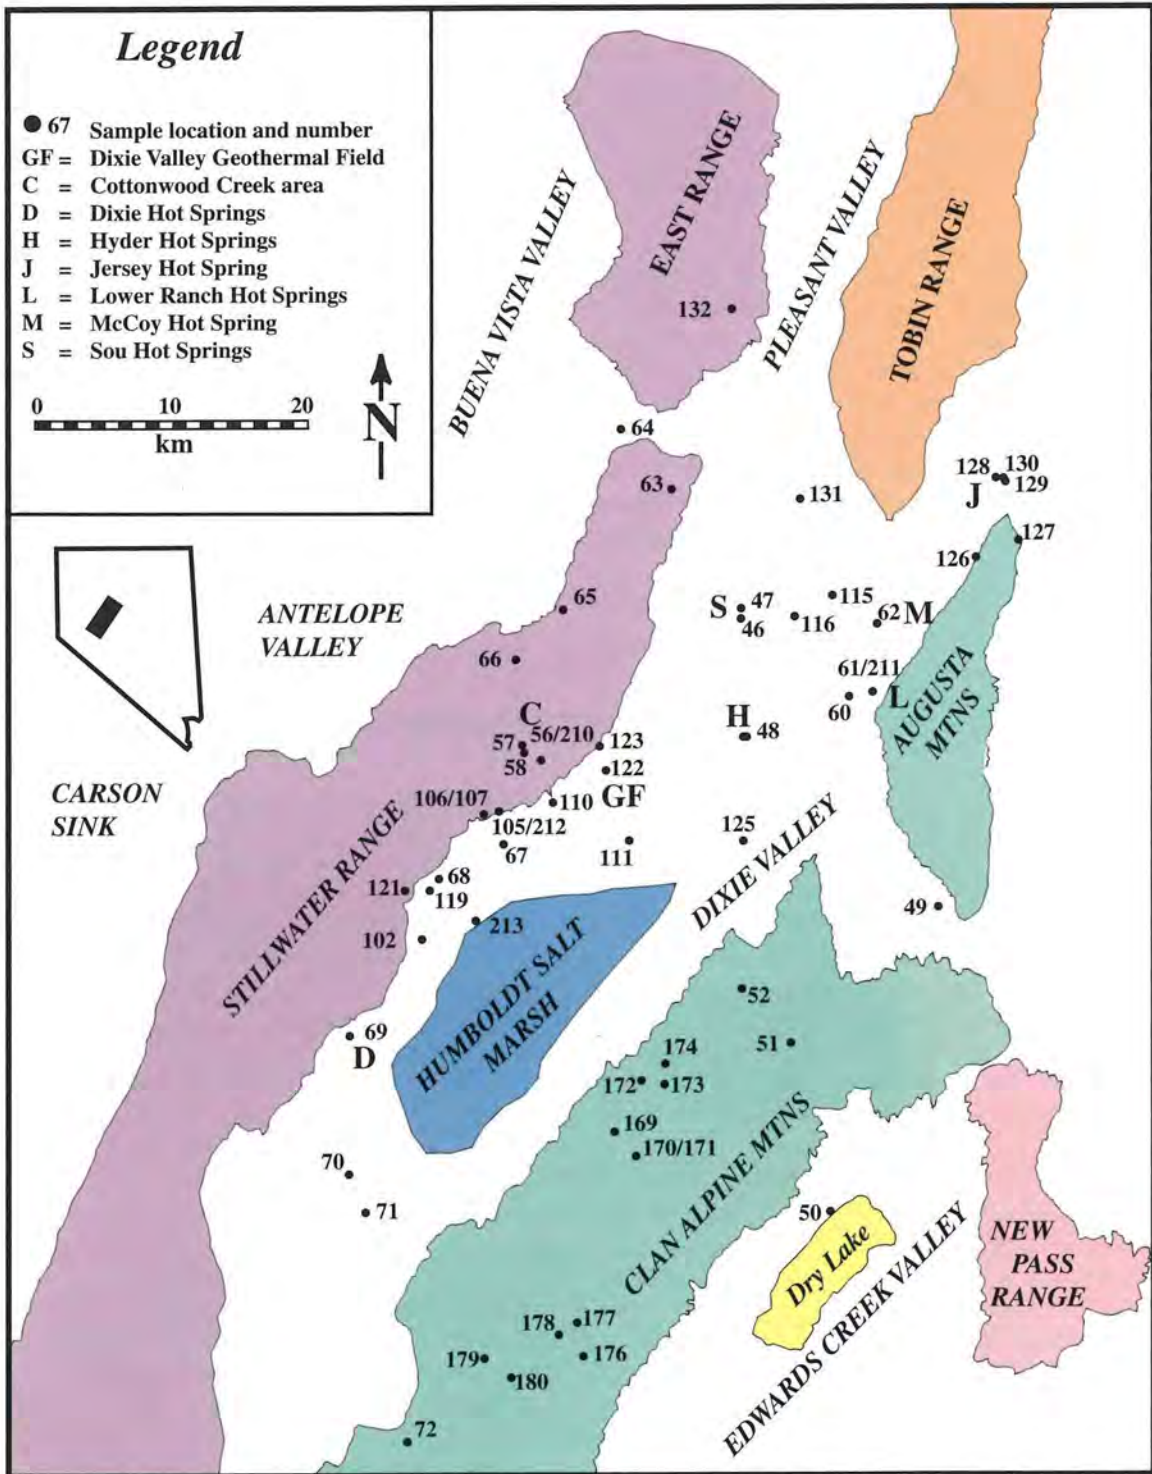 Legend
67 Sample location and number
GF = Dixie Valley Geothermal Field
C = Cottonwood Creek area
D = Dixie Hot Springs
H = Hyder Hot Springs
J = Jersey Hot Spring
L = Lower Ranch Hot Springs
M = McCoy Hot Spring
S = Sou Hot Springs
0 10 20
km
N
BUENA VISTA VALLEY
EAST RANGE
PLEASANT VALLEY
TOBIN RANGE
132
64
63
131
128 130
129
J
127
126
ANTELOPE
VALLEY
65
66
S
47
46
115
116
62
M
61/211
60
L
AUGUSTA
MTNS
C
57
56/210
58
123
122
H
48
CARSON
SINK
106/107
110
GF
105/212
67
111
125
DIXIE VALLEY
STILLWATER RANGE
121
68
119
102
213
49
HUMBOLDT SALT
MARSH
52
51
69
D
174
172
173
169
170/171
CLAN ALPINE MTNS
70
71
50
Dry Lake
EDWARDS CREEK VALLEY
NEW
PASS
RANGE
178
177
179
176
180
72